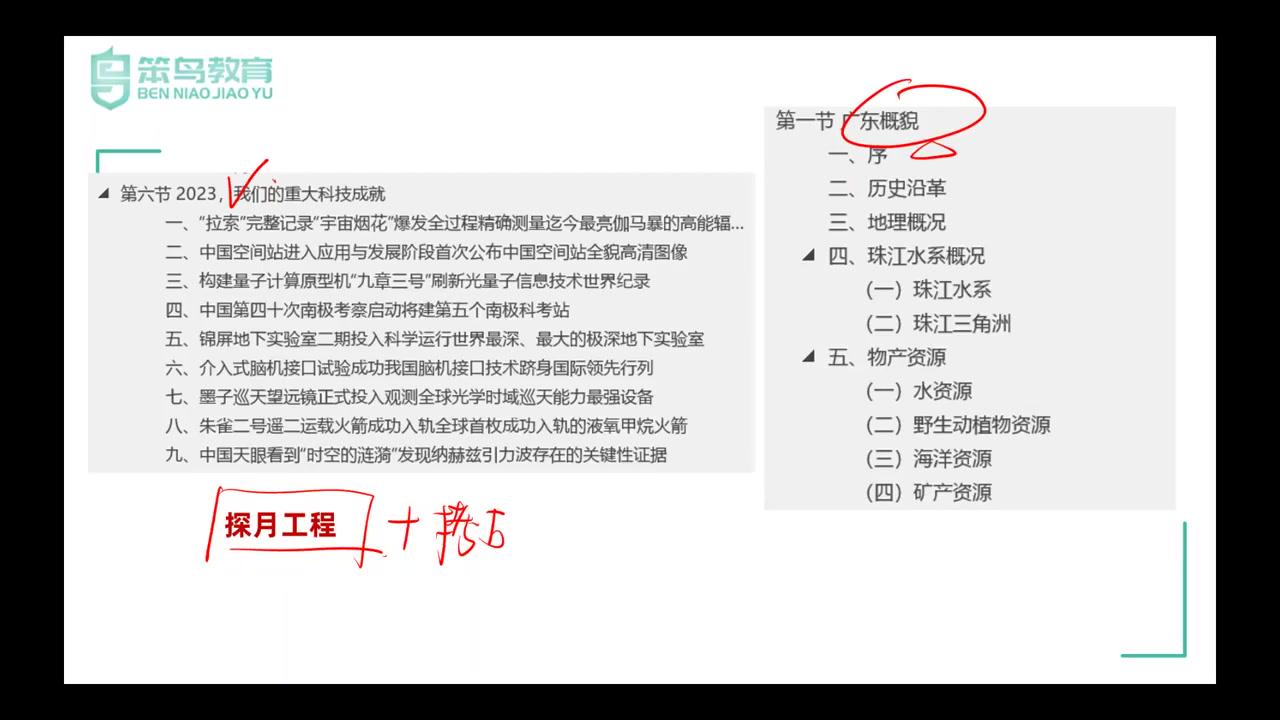 笨鸟教育
BEN NIAO JIAO YU
第六节 2023，我们的重大科技成就
一、“拉索”完整记录“宇宙烟花”爆发全过程精确测量迄今最亮伽马暴的高能辐...
二、中国空间站进入应用与发展阶段首次公布中国空间站全貌高清图像
三、构建量子计算原型机“九章三号”刷新光量子信息技术世界纪录
四、中国第四十次南极考察启动将建第五个南极科考站
五、锦屏地下实验室二期投入科学运行世界最深、最大的极深地下实验室
六、介入式脑机接口试验成功我国脑机接口技术跻身国际领先行列
七、墨子巡天望远镜正式投入观测全球光学时域巡天能力最强设备
八、朱雀二号遥二运载火箭成功入轨全球首枚成功入轨的液氧甲烷火箭
九、中国天眼看到“时空的涟漪”发现纳赫兹引力波存在的关键性证据
探月工程 +
第一节 广东概貌
一、序
二、历史沿革
三、地理概况
四、珠江水系概况
（一）珠江水系
（二）珠江三角洲
五、物产资源
（一）水资源
（二）野生动植物资源
（三）海洋资源
（四）矿产资源